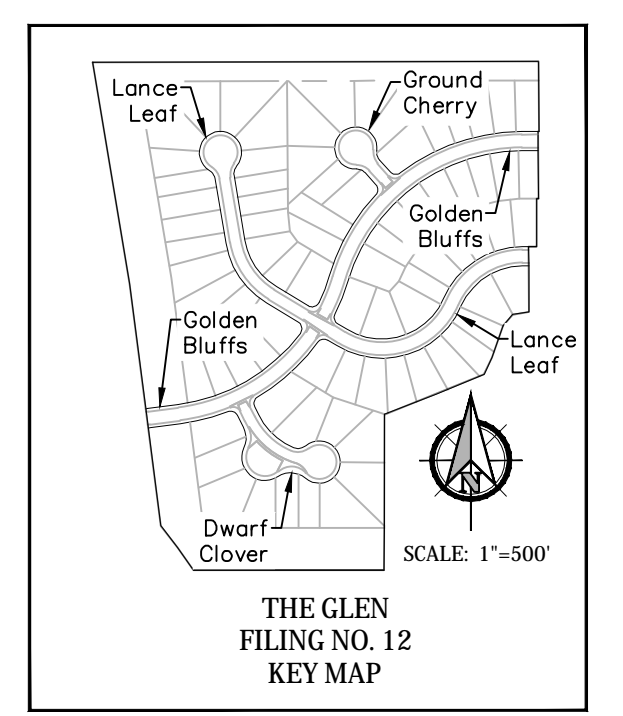 Lance
Leaf
Ground
Cherry
Golden
Bluffs
Golden
Bluffs
Lance
Leaf
Dwarf
Clover
N
SCALE: 1"=500'
THE GLEN
FILING NO. 12
KEY MAP